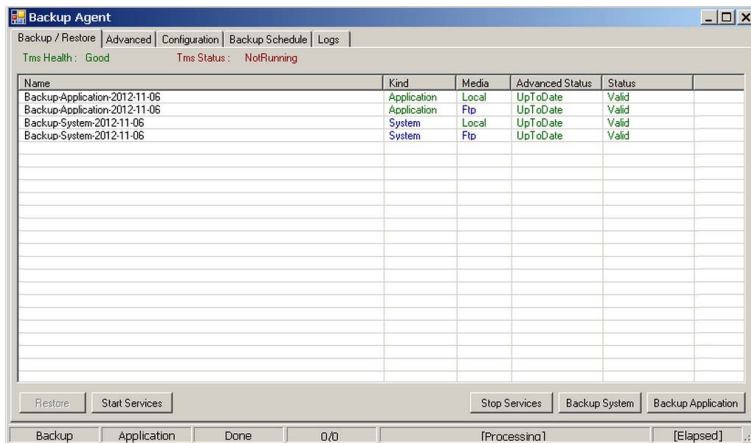 Backup Agent
Backup / Restore Advanced Configuration Backup Schedule Logs
Tms Health : Good Tms Status : NotRunning
Name Kind Media Advanced Status Status
Backup-Application-2012-11-06 Application Local UpToDate Valid
Backup-Application-2012-11-06 Application Ftp UpToDate Valid
Backup-System-2012-11-06 System Local UpToDate Valid
Backup-System-2012-11-06 System Ftp UpToDate Valid
Restore Start Services Stop Services Backup System Backup Application
Backup Application Done 0/0 [Processing] [Elapsed]